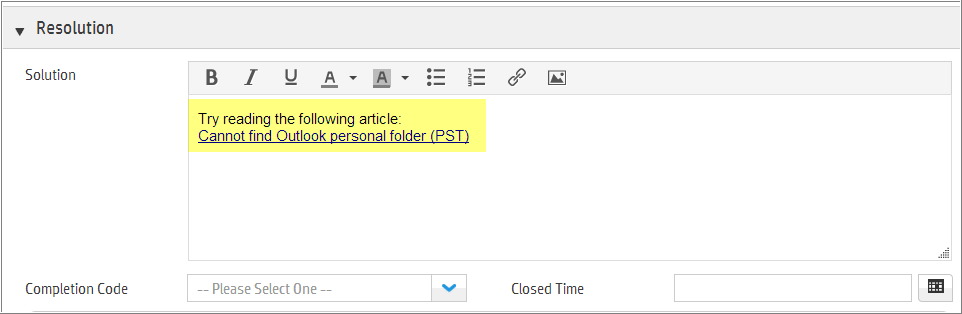 Resolution
Solution
B I U A A
Try reading the following article:
Cannot find Outlook personal folder (PST)
Completion Code -- Please Select One -- Closed Time